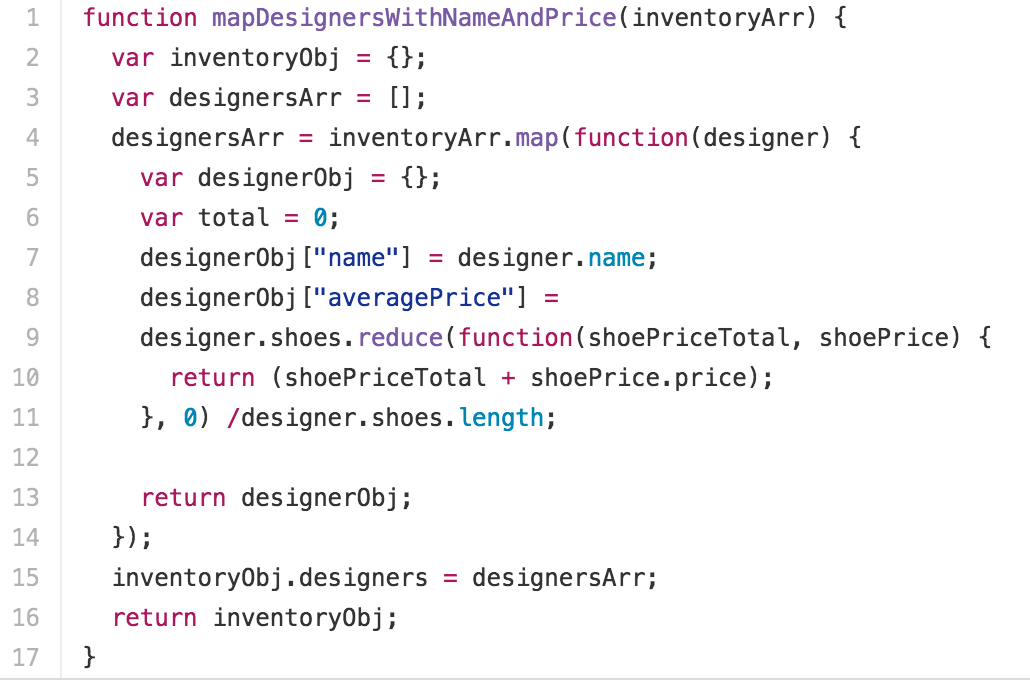 1 function mapDesignersWithNameAndPrice(inventoryArr) {
2   var inventoryObj = {};
3   var designersArr = [];
4   designersArr = inventoryArr.map(function(designer) {
5     var designerObj = {};
6     var total = 0;
7     designerObj["name"] = designer.name;
8     designerObj["averagePrice"] =
9     designer.shoes.reduce(function(shoePriceTotal, shoePrice) {
10       return (shoePriceTotal + shoePrice.price);
11     }, 0) /designer.shoes.length;
12
13     return designerObj;
14   });
15   inventoryObj.designers = designersArr;
16   return inventoryObj;
17 }